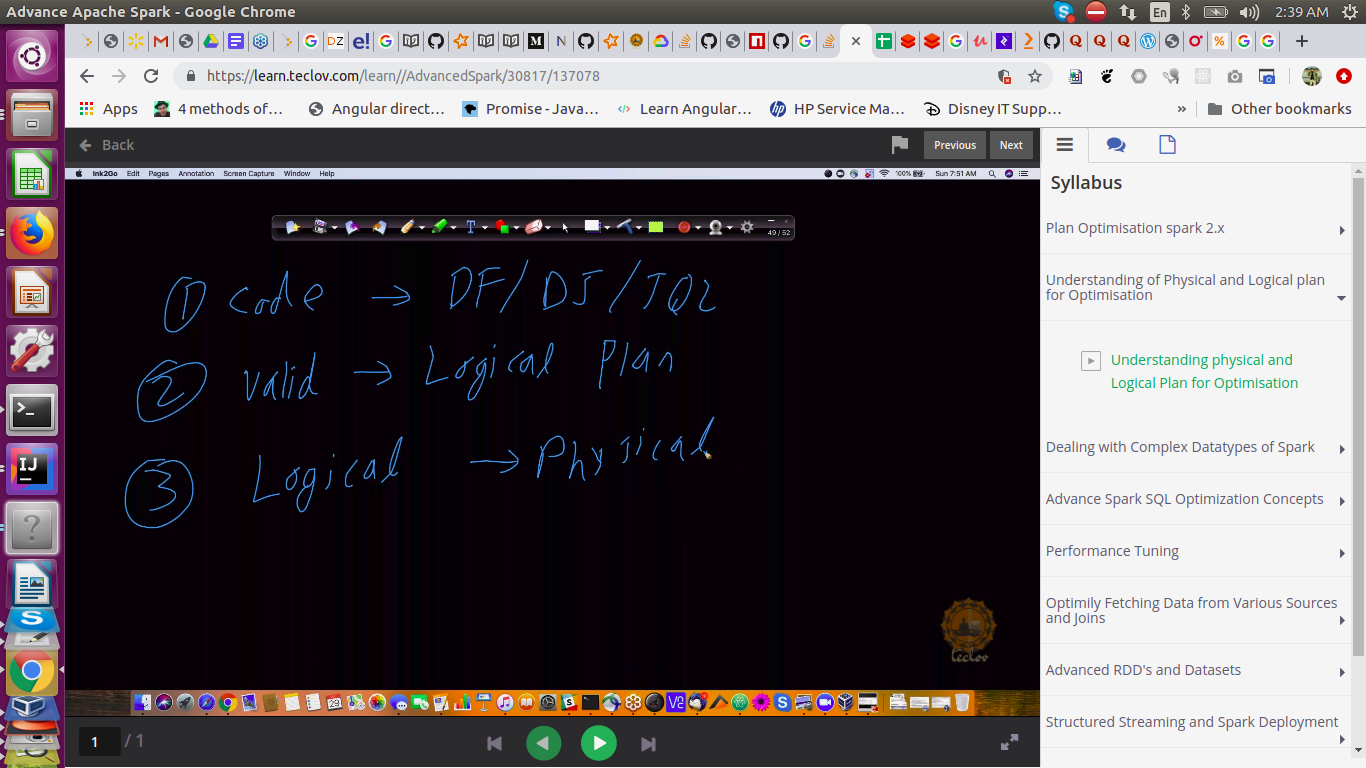 Advance Apache Spark - Google Chrome
En
2:39 AM
https://learn.teclov.com/learn//AdvancedSpark/30817/137078
Apps
4 methods of...
Angular direct...
Promise - Java...
Learn Angular...
HP Service Ma...
Disney IT Supp...
»
Other bookmarks
Back
Previous
Next
Ink2Go Edit Pages Annotation Screen Capture Window Help
100%
Sun 7:51 AM
49 / 52
① code → DF/DS/SQL
② valid → Logical Plan
③ Logical → Physical
teclov
1 / 1
Syllabus
Plan Optimisation spark 2.x
Understanding of Physical and Logical plan
for Optimisation
Understanding physical and
Logical Plan for Optimisation
Dealing with Complex Datatypes of Spark
Advance Spark SQL Optimization Concepts
Performance Tuning
Optimily Fetching Data from Various Sources
and Joins
Advanced RDD's and Datasets
Structured Streaming and Spark Deployment